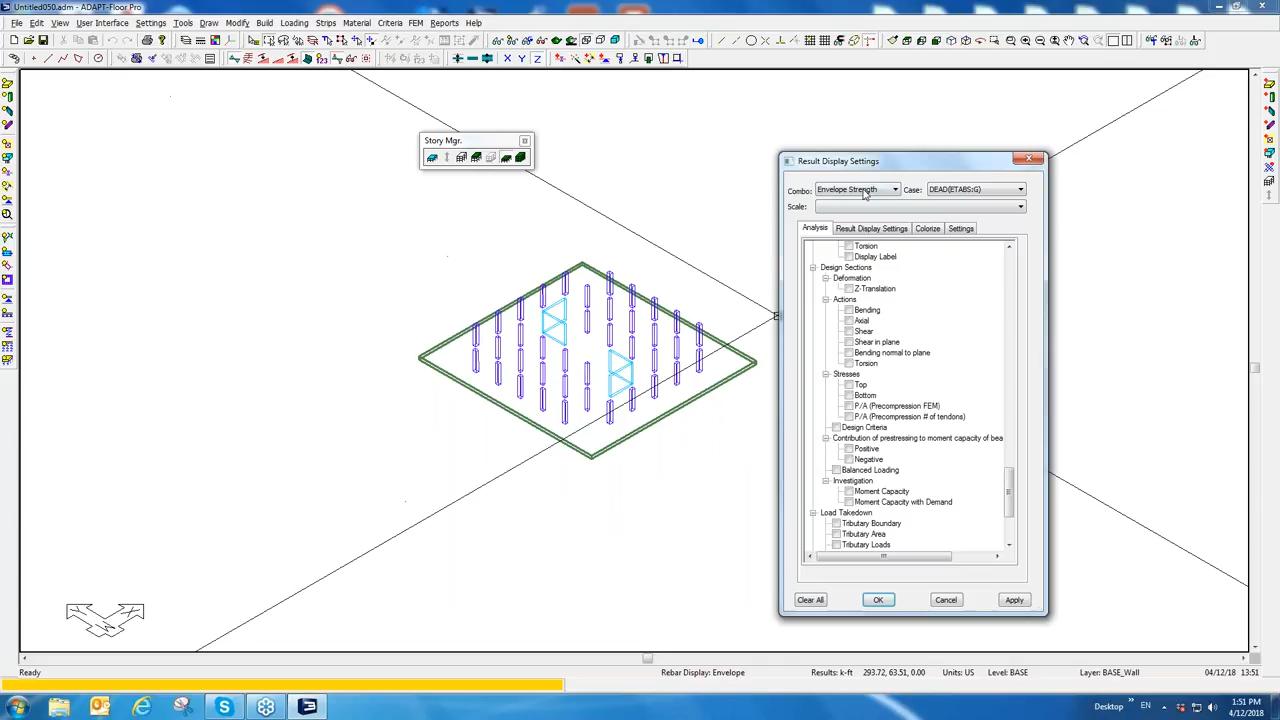 Untitled050.adm - ADAPT-Floor Pro
File Edit View User Interface Settings Tools Draw Modify Build Loading Strips Material Criteria FEM Reports Help
Story Mgr.
Result Display Settings
Combo: Envelope Strength Case: DEAD(ETABS:G)
Scale:
Analysis Result Display Settings Colorize Settings
Torsion
Display Label
Design Sections
Deformation
Z-Translation
Actions
Bending
Axial
Shear
Shear in plane
Bending normal to plane
Torsion
Stresses
Top
Bottom
P/A (Precompression FEM)
P/A (Precompression # of tendons)
Design Criteria
Contribution of prestressing to moment capacity of bea
Positive
Negative
Balanced Loading
Investigation
Moment Capacity
Moment Capacity with Demand
Load Takedown
Tributary Boundary
Tributary Area
Tributary Loads
Clear All OK Cancel Apply
Ready Rebar Display: Envelope Results: k-ft 293.72, 63.51, 0.00 Units: US Level: BASE Layer: BASE_Wall 04/12/18 13:51
Desktop » EN 1:51 PM
4/12/2018